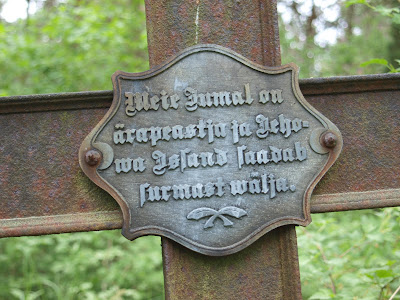 Meie Jumal on
ärapeastja ja Jeho-
wa Issand saadab
surmast wälja.